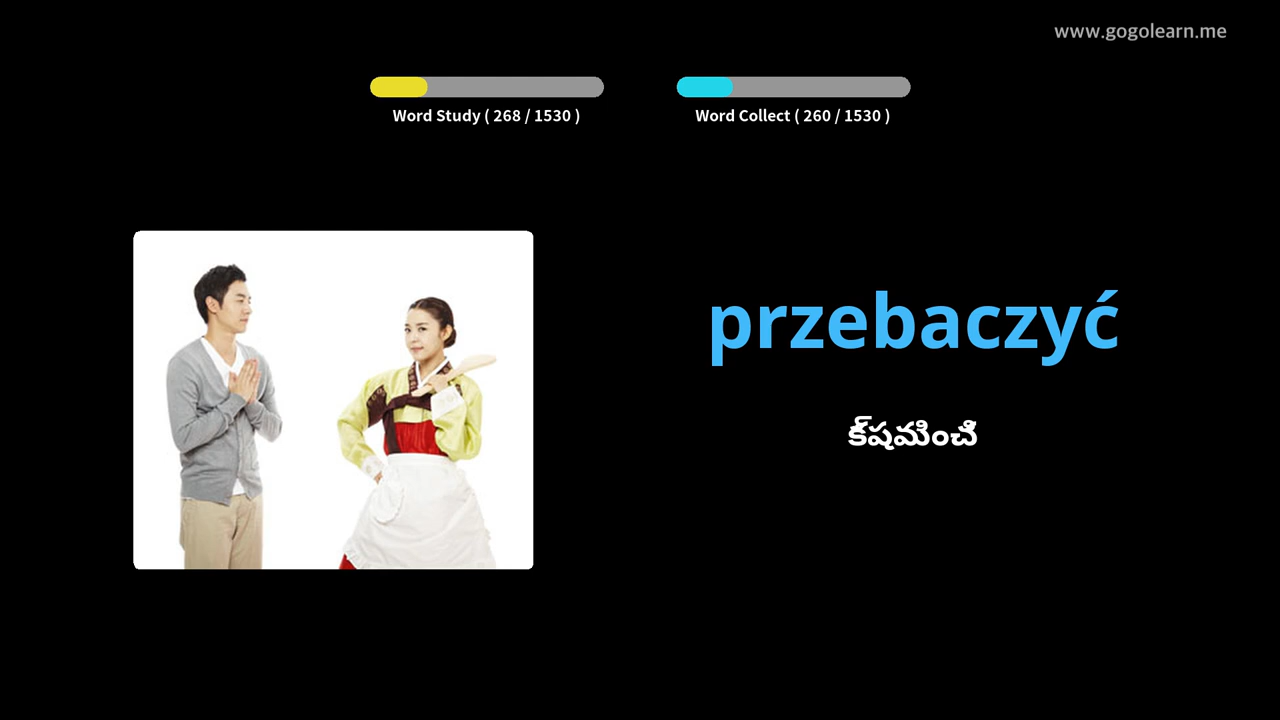 www.gogolearn.me
Word Study ( 268 / 1530 )
Word Collect ( 260 / 1530 )
przebaczyć
క్షమించి